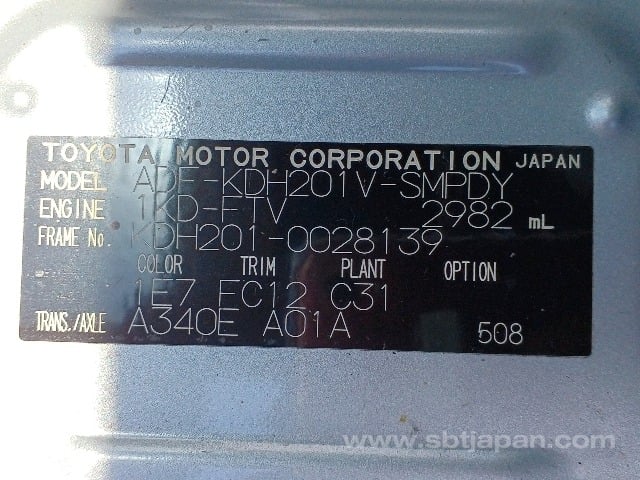 TOYOTA MOTOR CORPORATION JAPAN
MODEL ADF-KDH201V-SMPDY
ENGINE 1KD-FTV 2982 mL
FRAME No. KDH201-0028139
COLOR TRIM PLANT OPTION
1E7 FC12 C31
TRANS./AXLE A340E A01A 508
www.sbtjapan.com